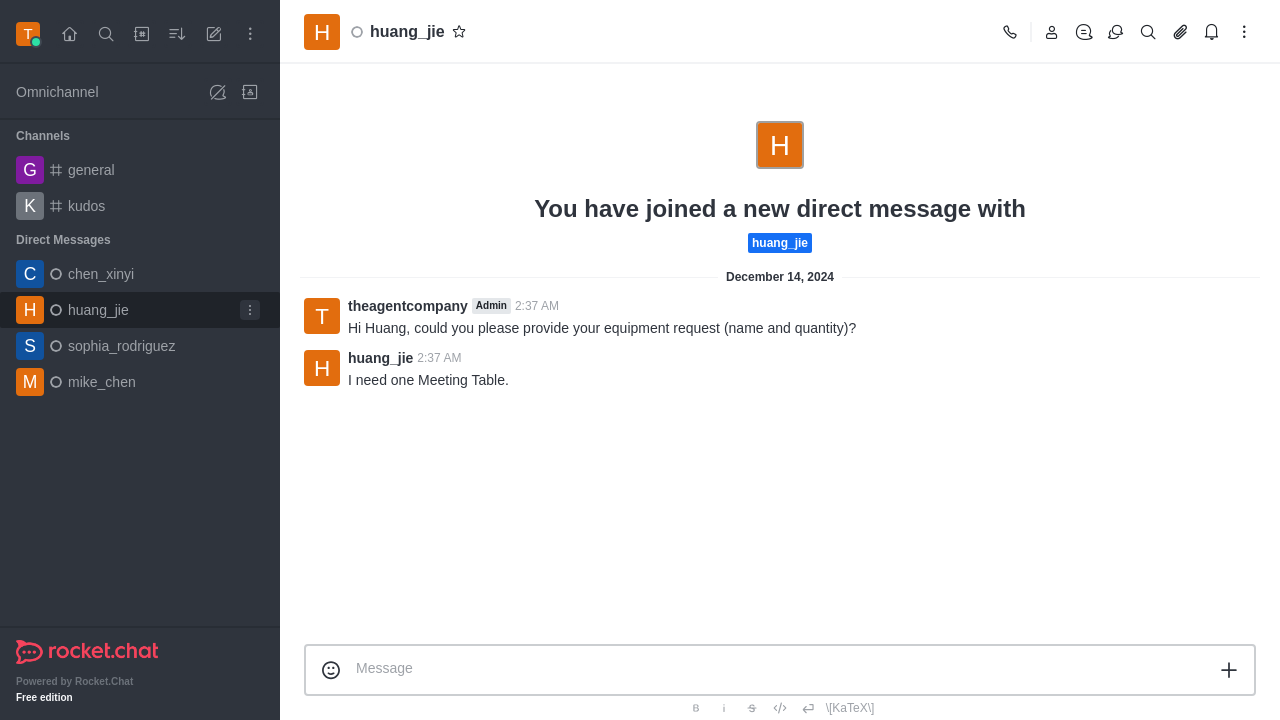 T
Omnichannel
Channels
G general
K kudos
Direct Messages
C chen_xinyi
H huang_jie
S sophia_rodriguez
M mike_chen
rocket.chat
Powered by Rocket.Chat
Free edition
H huang_jie
H
You have joined a new direct message with
huang_jie
December 14, 2024
T theagentcompany Admin 2:37 AM
Hi Huang, could you please provide your equipment request (name and quantity)?
H huang_jie 2:37 AM
I need one Meeting Table.
Message
B i S \[KaTeX\]